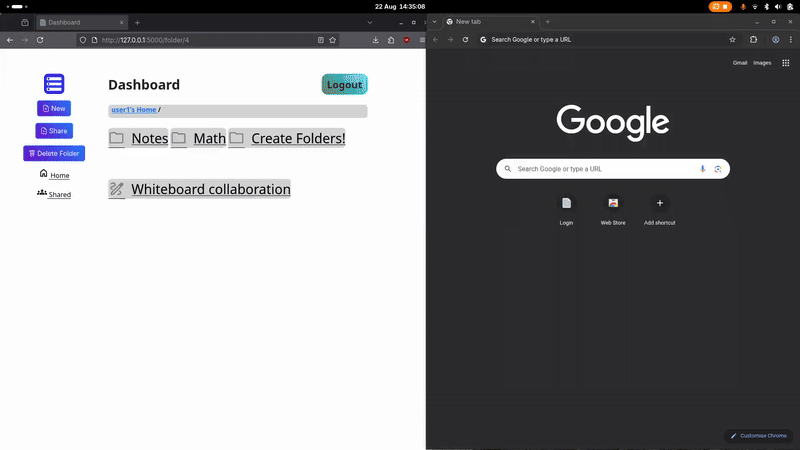 22 Aug 14:35:08
Dashboard
http://127.0.0.1:5000/folder/4
New
Share
Delete Folder
Home
Shared
Dashboard
Logout
user1's Home /
Notes Math Create Folders!
Whiteboard collaboration
New tab
Search Google or type a URL
Gmail Images
Google
Search Google or type a URL
Login Web Store Add shortcut
Customise Chrome